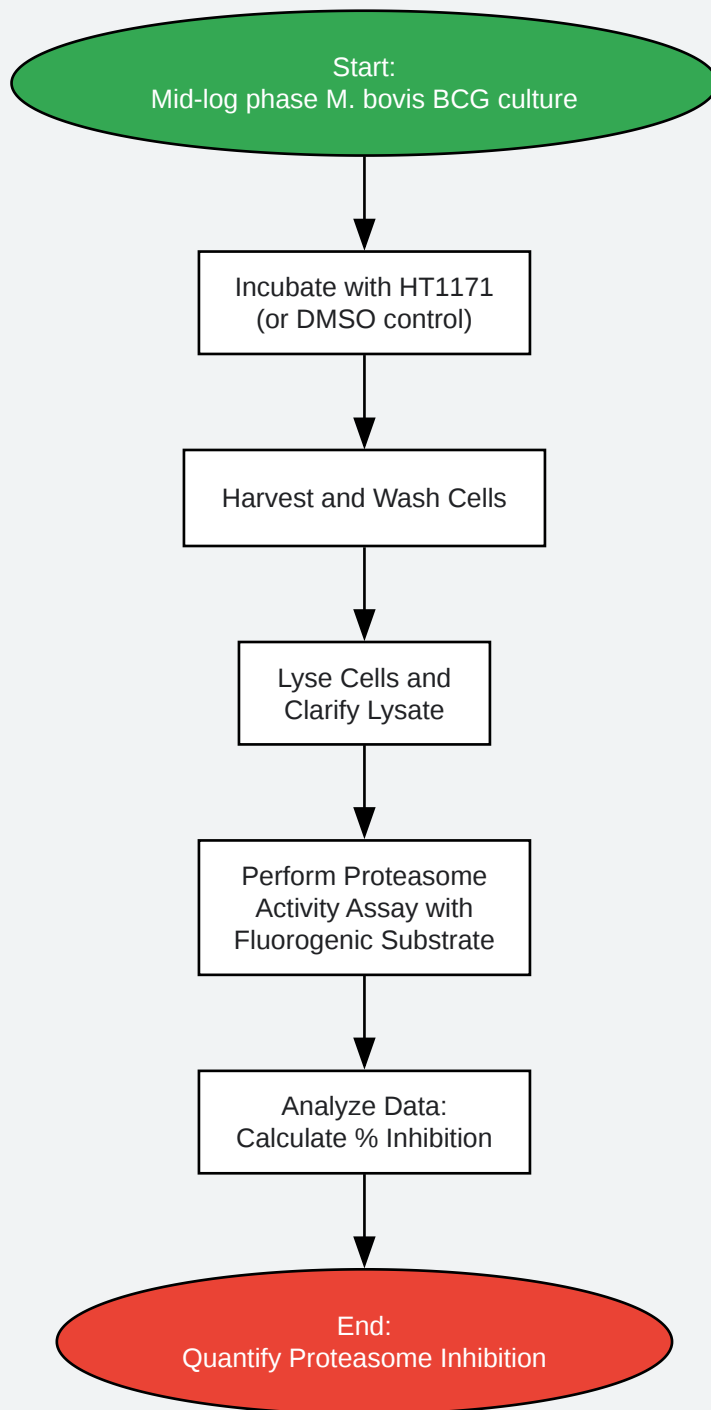 Start:
Mid-log phase M. bovis BCG culture
Incubate with HT1171
(or DMSO control)
Harvest and Wash Cells
Lyse Cells and
Clarify Lysate
Perform Proteasome
Activity Assay with
Fluorogenic Substrate
Analyze Data:
Calculate % Inhibition
End:
Quantify Proteasome Inhibition